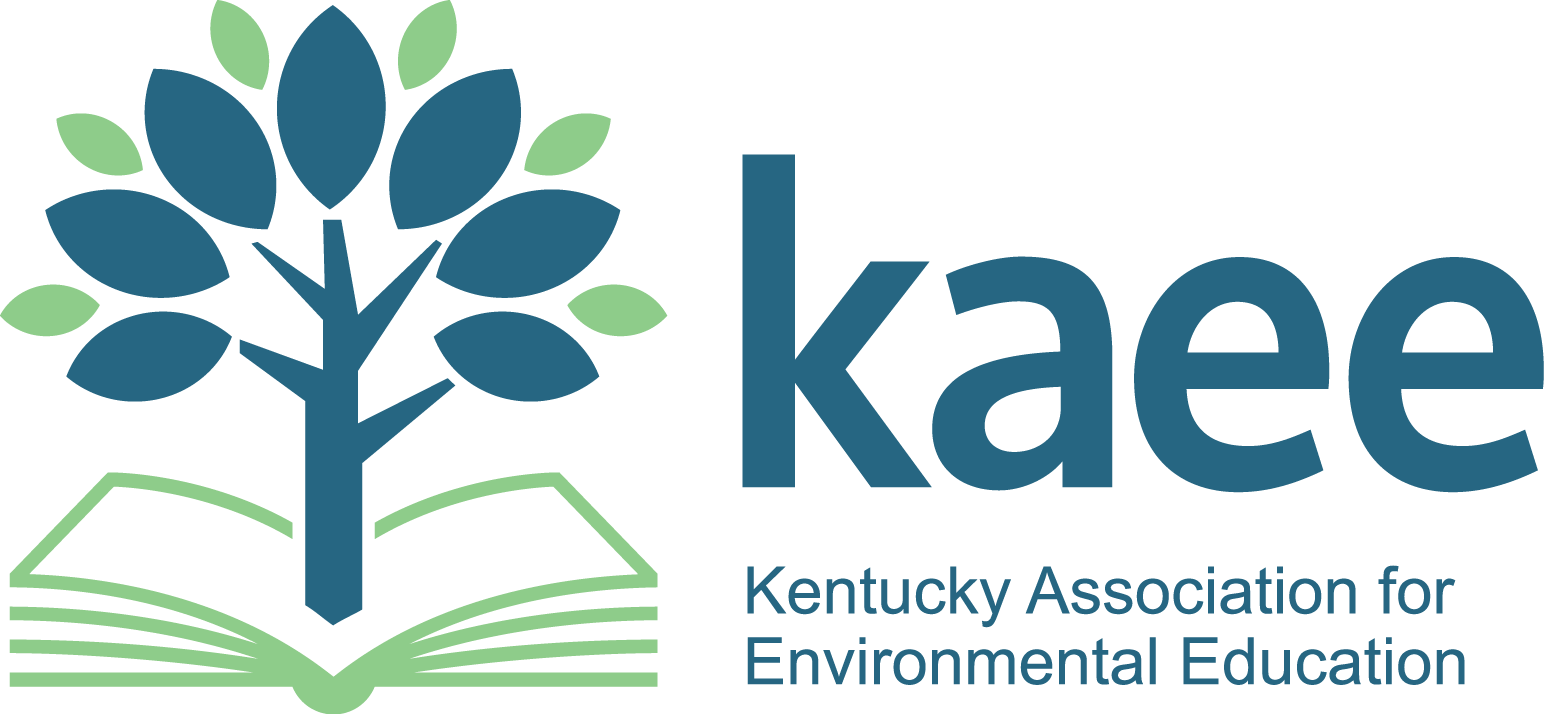 kaee
Kentucky Association for
Environmental Education